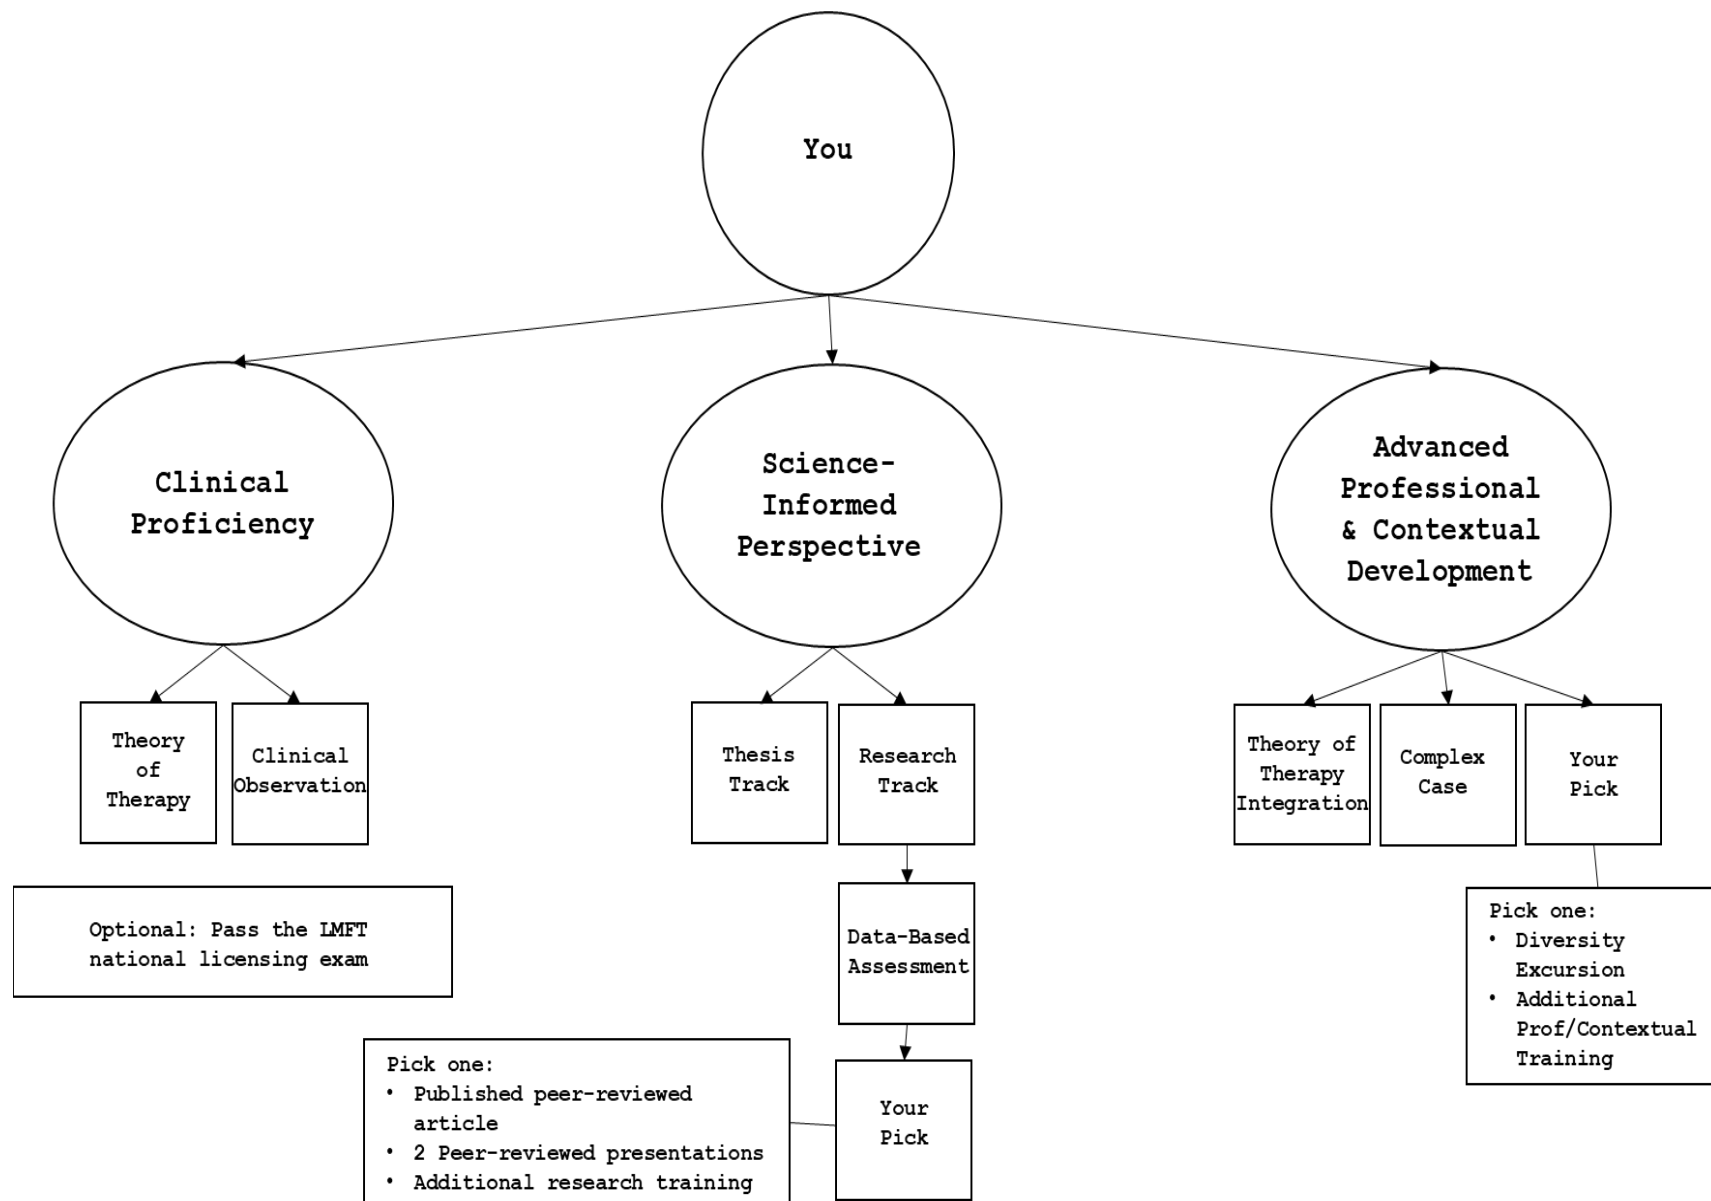 You
Clinical
Proficiency
Science-
Informed
Perspective
Advanced
Professional
& Contextual
Development
Theory
of
Therapy
Clinical
Observation
Thesis
Track
Research
Track
Theory of
Therapy
Integration
Complex
Case
Your
Pick
Optional: Pass the LMFT
national licensing exam
Data-Based
Assessment
Pick one:
• Diversity
Excursion
• Additional
Prof/Contextual
Training
Pick one:
• Published peer-reviewed
article
• 2 Peer-reviewed presentations
• Additional research training
Your
Pick